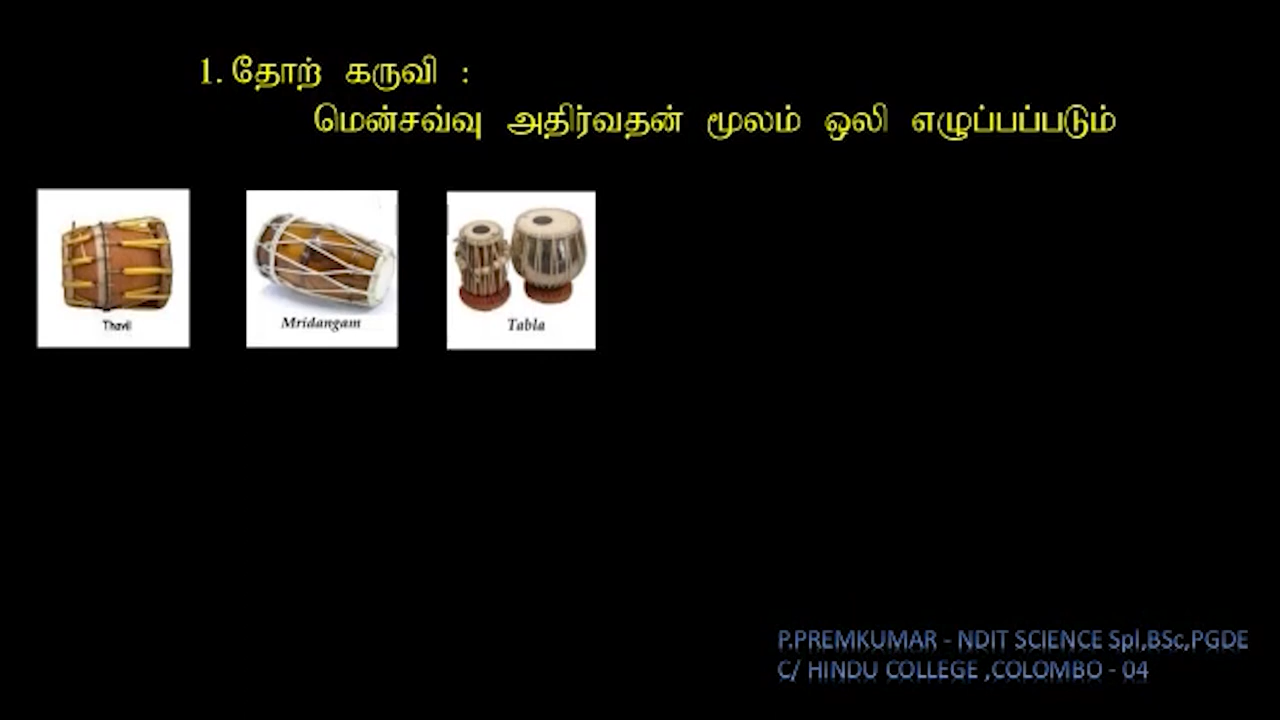 1. தோற் கருவி :
மென்சவ்வு அதிர்வதன் மூலம் ஒலி எழுப்பப்படும்
Thavil
Mridangam
Tabla
P.PREMKUMAR - NDIT SCIENCE Spl,BSc,PGDE
C/ HINDU COLLEGE ,COLOMBO - 04